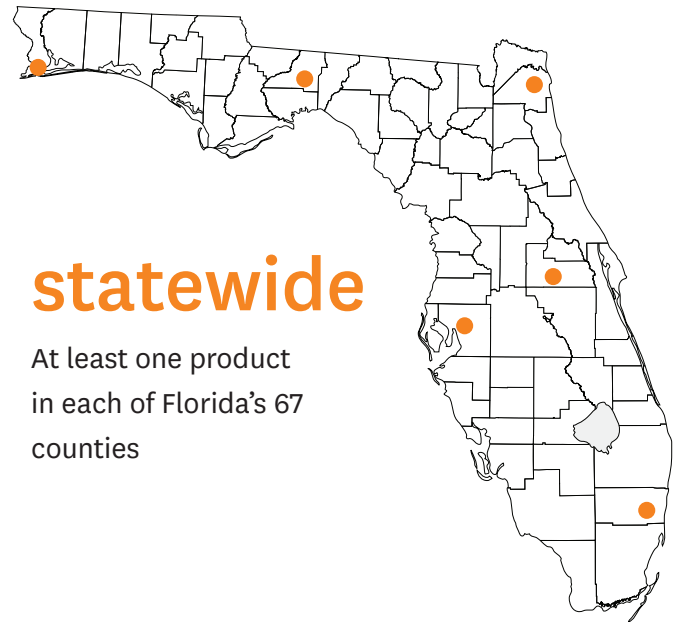 statewide
At least one product
in each of Florida’s 67
counties